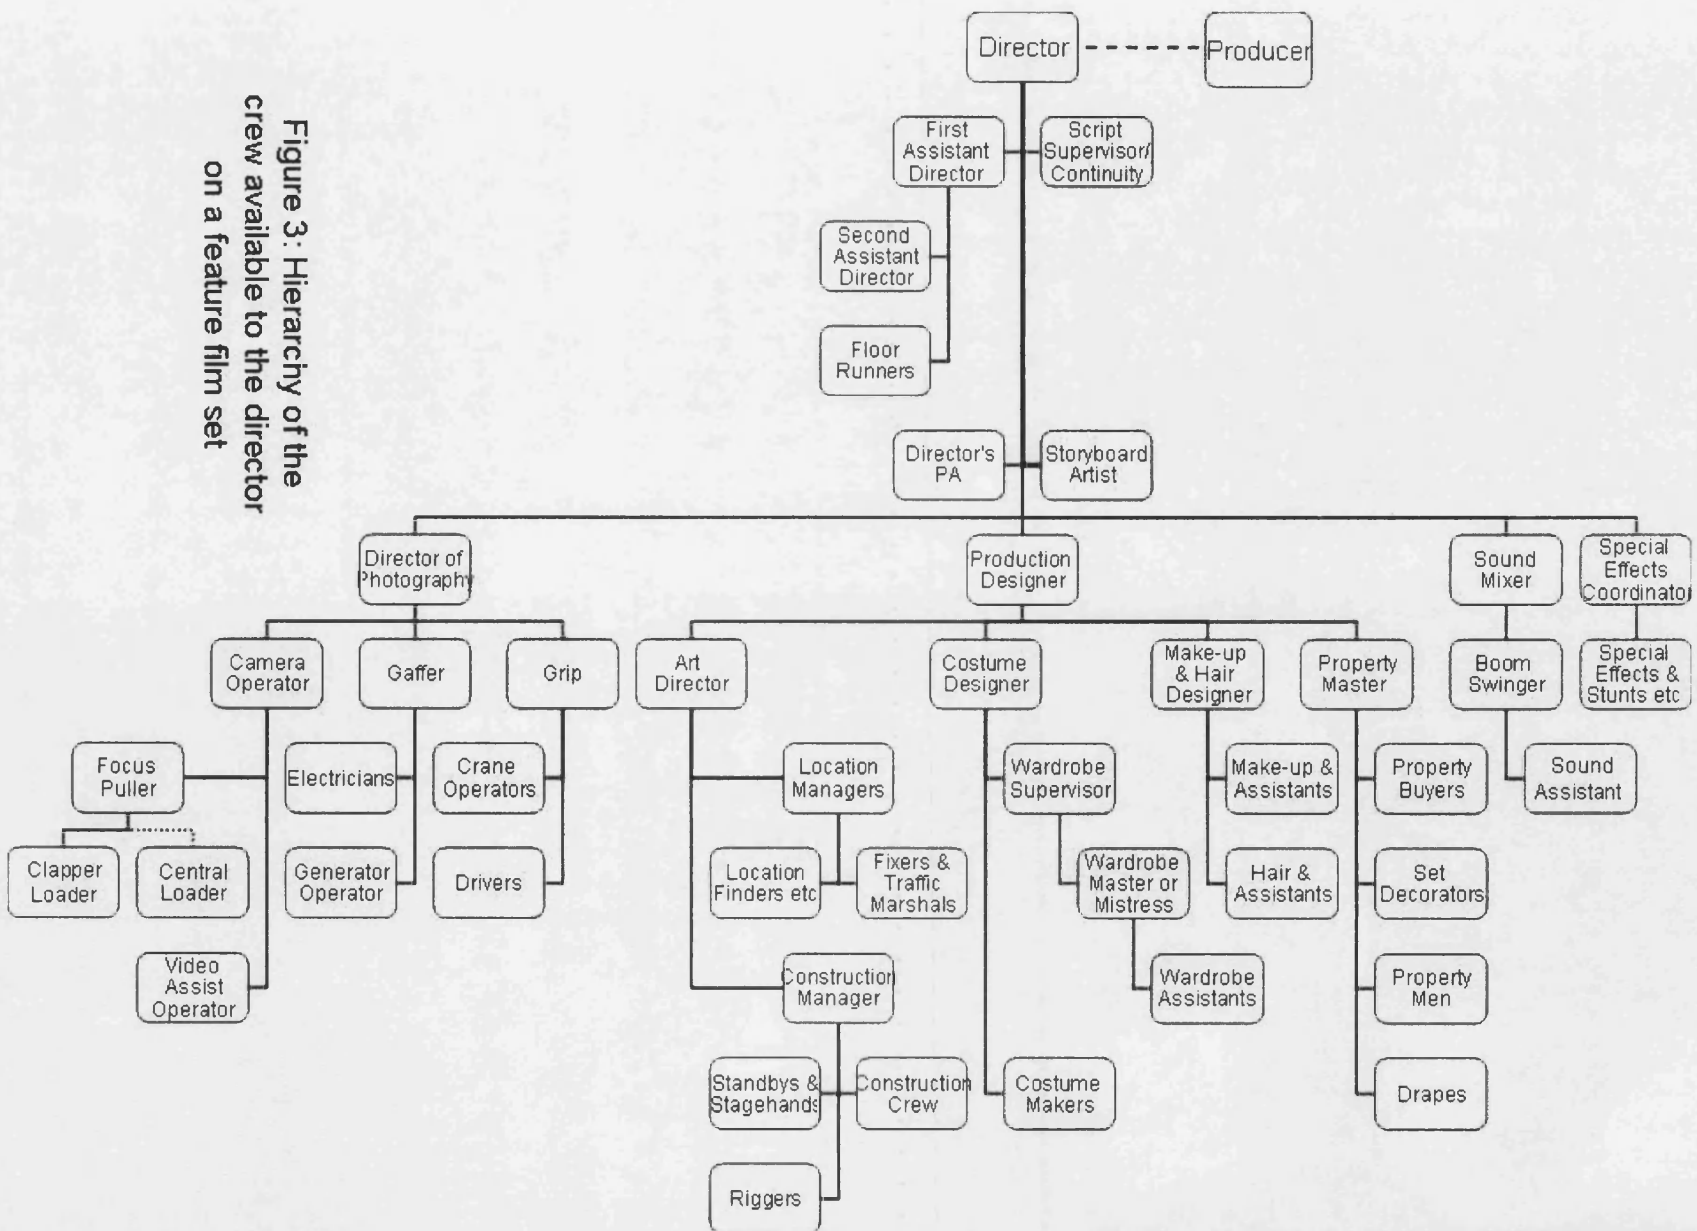 Figure 3: Hierarchy of the
crew available to the director
on a feature film set
Director
Producer
First
Assistant
Director
Script
Supervisor/
Continuity
Second
Assistant
Director
Floor
Runners
Director's
PA
Storyboard
Artist
Director of
Photography
Production
Designer
Sound
Mixer
Special
Effects
Coordinator
Camera
Operator
Gaffer
Grip
Art
Director
Costume
Designer
Make-up
& Hair
Designer
Property
Master
Boom
Swinger
Special
Effects &
Stunts etc
Focus
Puller
Electricians
Crane
Operators
Location
Managers
Wardrobe
Supervisor
Make-up &
Assistants
Property
Buyers
Sound
Assistant
Clapper
Loader
Central
Loader
Generator
Operator
Drivers
Location
Finders etc
Fixers &
Traffic
Marshals
Wardrobe
Master or
Mistress
Hair &
Assistants
Set
Decorators
Video
Assist
Operator
Construction
Manager
Wardrobe
Assistants
Property
Men
Standbys &
Stagehands
Construction
Crew
Costume
Makers
Drapes
Riggers